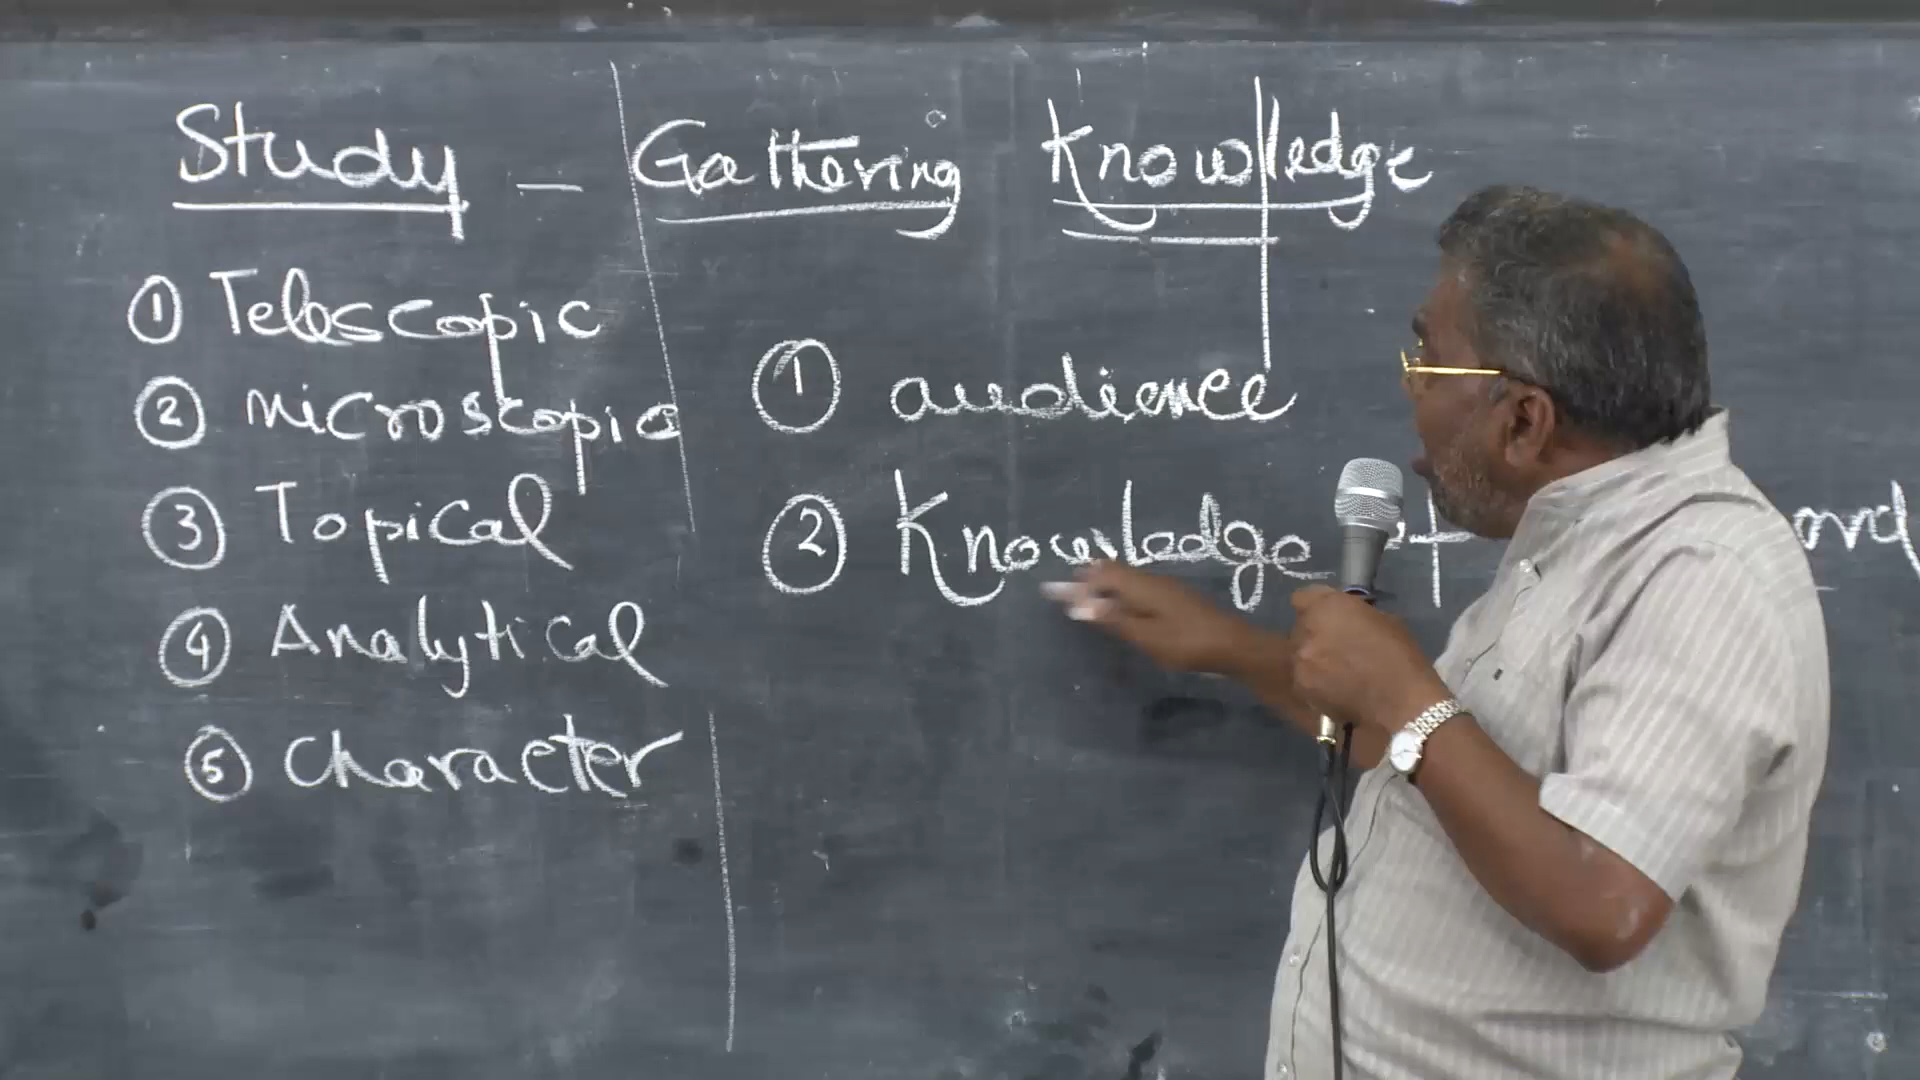 Study - Gathering Knowledge
① Telescopic
② microscopic
③ Topical
④ Analytical
⑤ character
① audience
② Knowledge